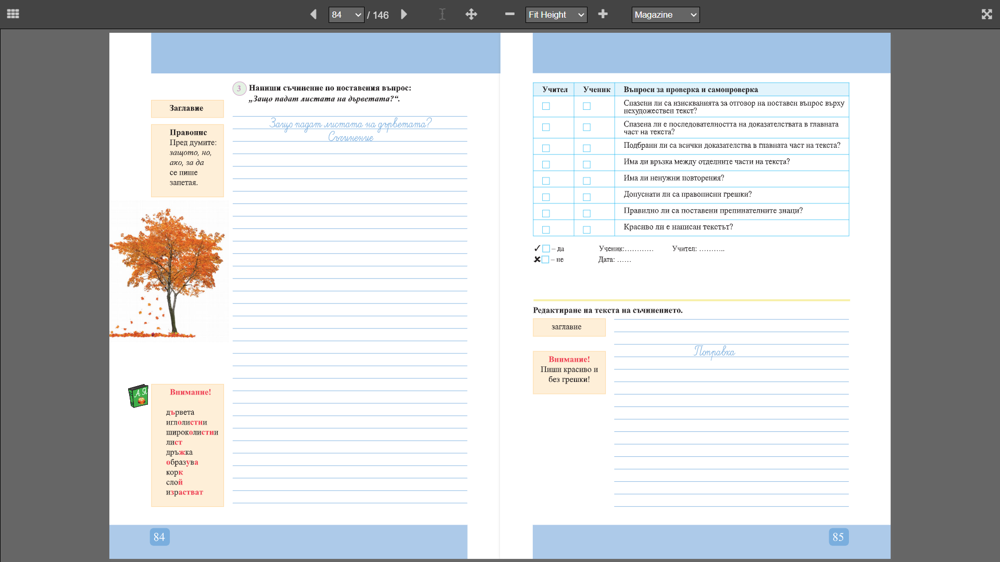 84 / 146 Fit Height Magazine
3 Напиши съчинение по поставения въпрос:
„Защо падат листата на дърветата?“.
Заглавие
Защо падат листата на дърветата?
Съчинение
Правопис
Пред думите:
защото, но,
ако, за да
се пише
запетая.
А Я
Внимание!
дървета
иглолистни
широколистни
лист
дръжка
образува
корк
слой
израстват
84
Учител Ученик Въпроси за проверка и самопроверка
Спазени ли са изискванията за отговор на поставен въпрос върху
нехудожествен текст?
Спазена ли е последователността на доказателствата в главната
част на текста?
Подбрани ли са всички доказателства в главната част на текста?
Има ли връзка между отделните части на текста?
Има ли ненужни повторения?
Допуснати ли са правописни грешки?
Правилно ли са поставени препинателните знаци?
Красиво ли е написан текстът?
✓ – да Ученик:………… Учител: ………..
✘ – не Дата: ……
Редактиране на текста на съчинението.
заглавие
Поправка
Внимание!
Пиши красиво и
без грешки!
85